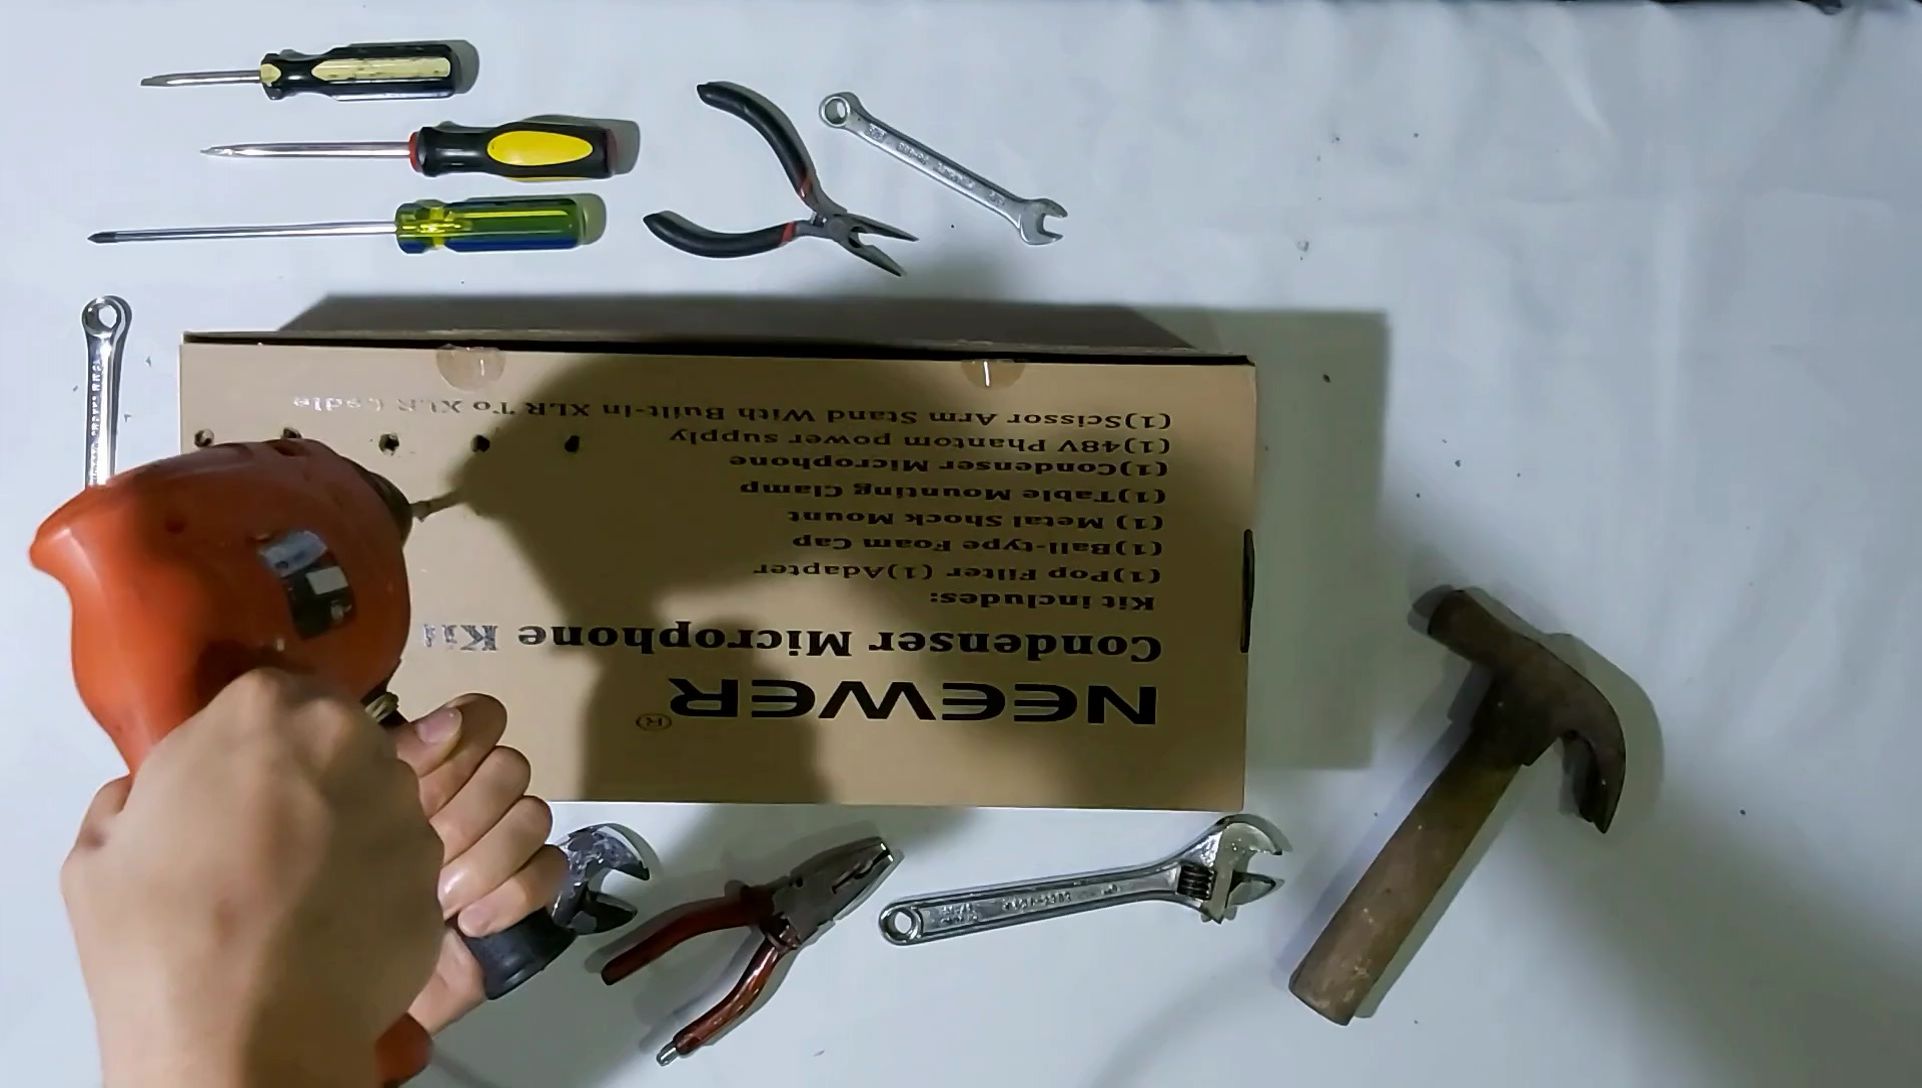 NEEWER®
Condenser Microphone Kit
Kit includes:
(1)Pop Filter (1)Adapter
(1)Ball-type Foam Cap
(1) Metal Shock Mount
(1)Table Mounting Clamp
(1)Condenser Microphone
(1)48V Phantom power supply
(1)Scissor Arm Stand With Built-in XLR To XLR Cable